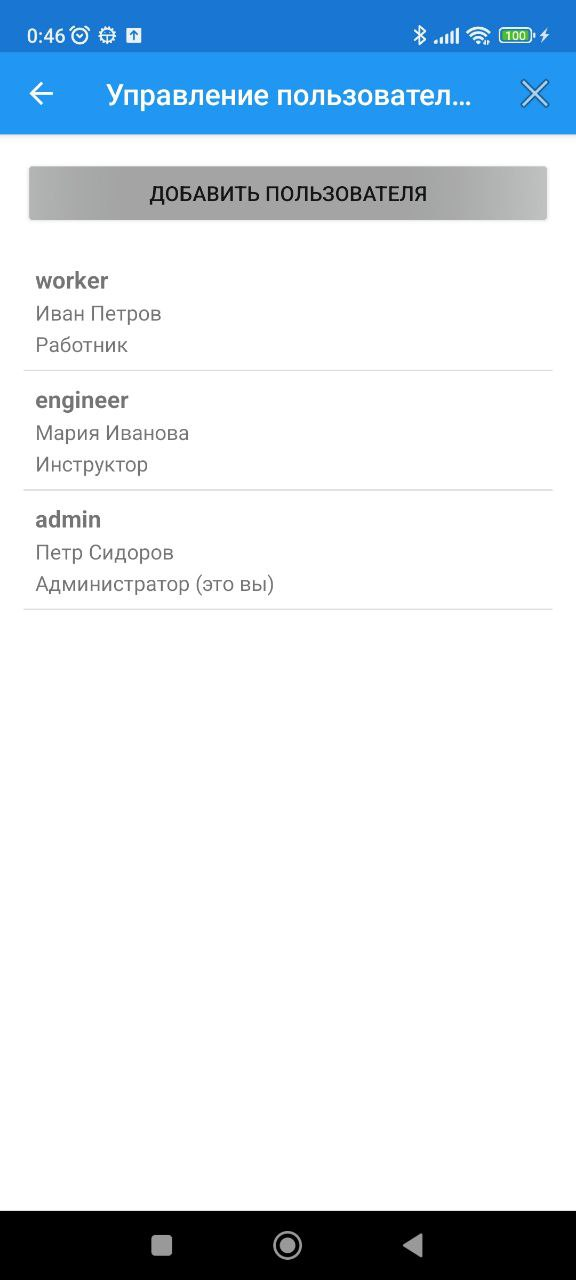 0:46
100
Управление пользовател...
ДОБАВИТЬ ПОЛЬЗОВАТЕЛЯ
worker
Иван Петров
Работник
engineer
Мария Иванова
Инструктор
admin
Петр Сидоров
Администратор (это вы)